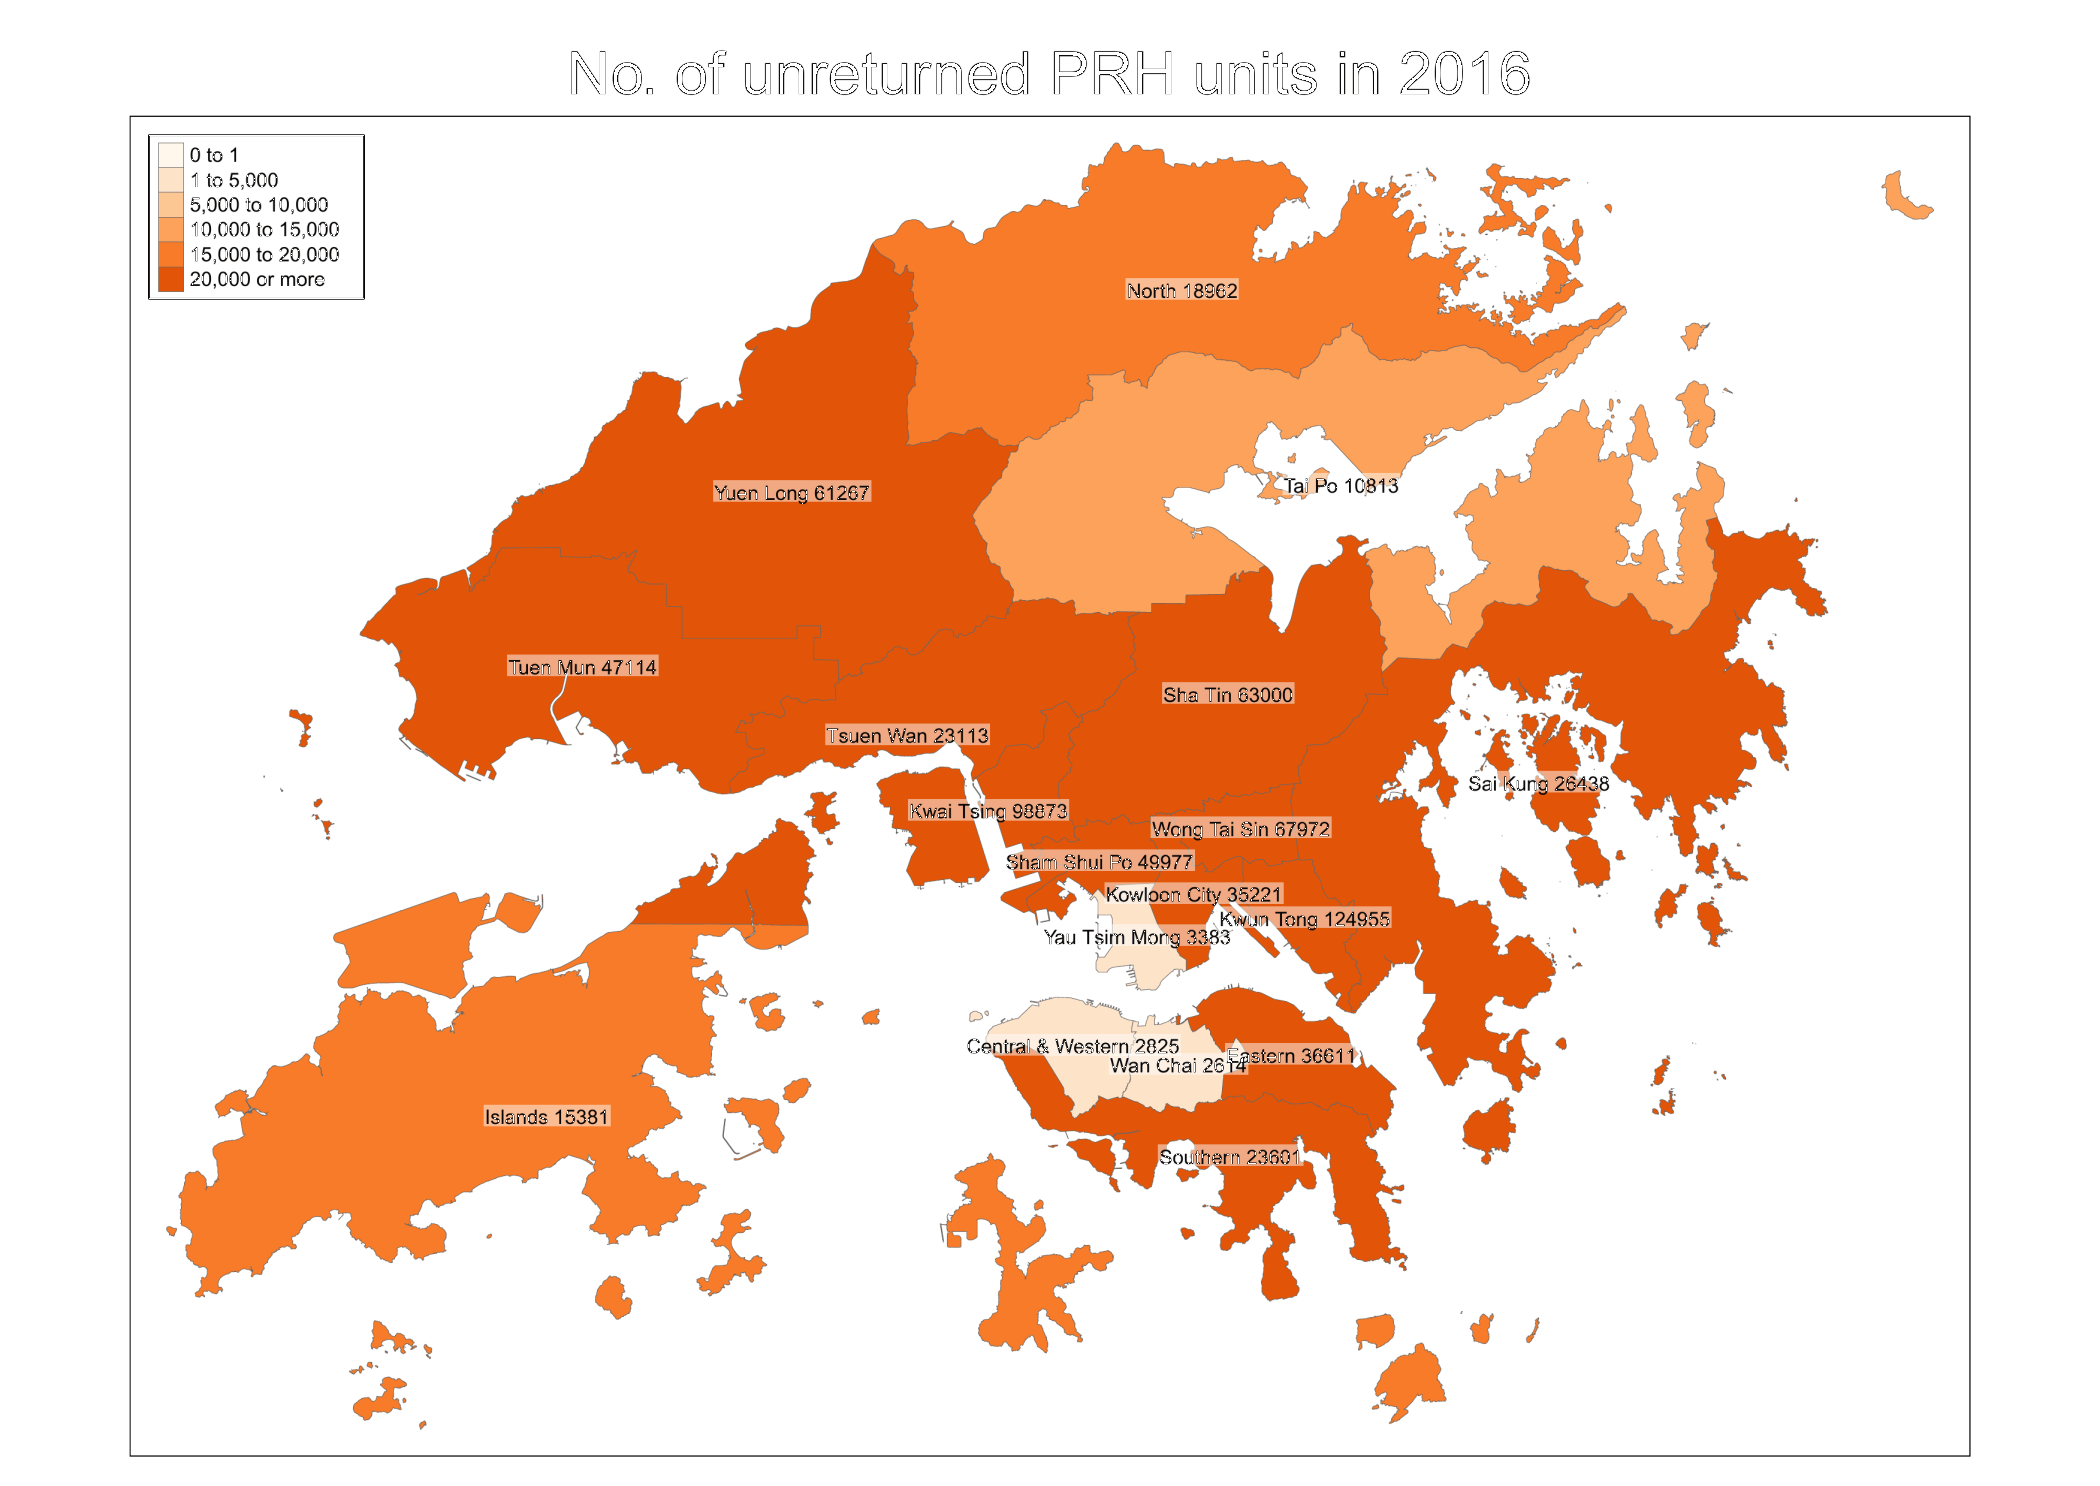 No. of unreturned PRH units in 2016
0 to 1
1 to 5,000
5,000 to 10,000
10,000 to 15,000
15,000 to 20,000
20,000 or more
North 18962
Tai Po 10813
Yuen Long 61267
Tuen Mun 47114
Sha Tin 63000
Tsuen Wan 23113
Sai Kung 26438
Kwai Tsing 98873
Wong Tai Sin 67972
Sham Shui Po 49977
Kowloon City 35221
Kwun Tong 124955
Yau Tsim Mong 3383
Central & Western 2825
Wan Chai 2614
Eastern 36611
Islands 15381
Southern 23601